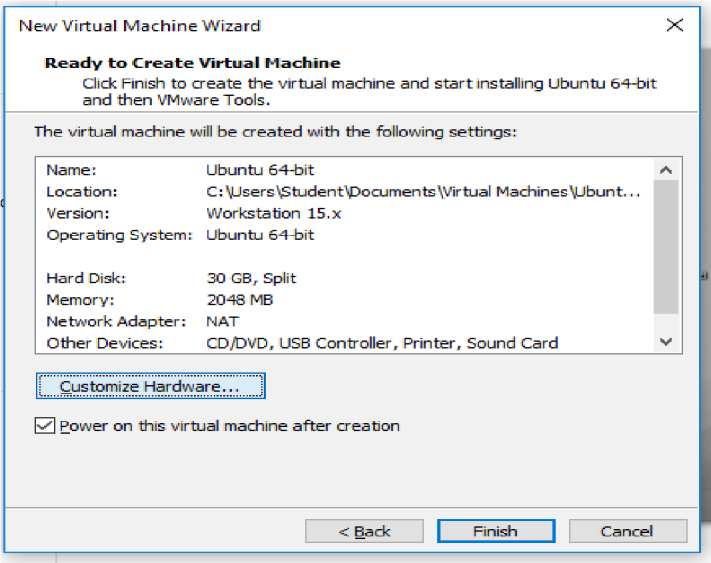 New Virtual Machine Wizard
Ready to Create Virtual Machine
Click Finish to create the virtual machine and start installing Ubuntu 64-bit
and then VMware Tools.
The virtual machine will be created with the following settings:
Name: Ubuntu 64-bit
Location: C:\Users\Student\Documents\Virtual Machines\Ubunt...
Version: Workstation 15.x
Operating System: Ubuntu 64-bit
Hard Disk: 30 GB, Split
Memory: 2048 MB
Network Adapter: NAT
Other Devices: CD/DVD, USB Controller, Printer, Sound Card
Customize Hardware...
Power on this virtual machine after creation
< Back Finish Cancel